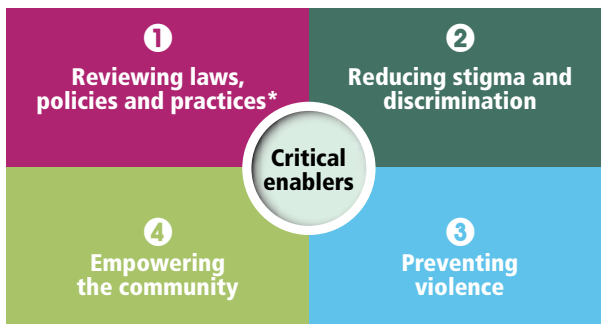 1
Reviewing laws,
policies and practices*
2
Reducing stigma and
discrimination
Critical
enablers
4
Empowering
the community
3
Preventing
violence